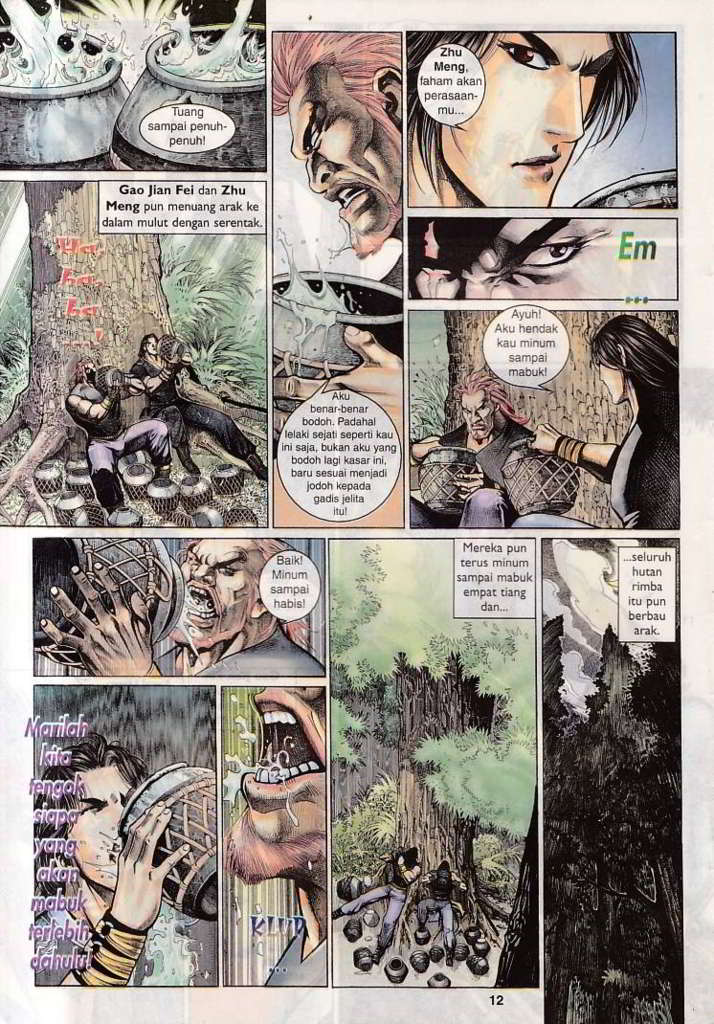 Tuang
sampai penuh-
penuh!
Zhu
Meng,
faham akan
perasaan-
mu...
Gao Jian Fei dan Zhu
Meng pun menuang arak ke
dalam mulut dengan serentak.
Ha,
ha,
ha
Em
...
Aku
benar-benar
bodoh. Padahal
lelaki sejati seperti kau
ini saja, bukan aku yang
bodoh lagi kasar ini,
baru sesuai menjadi
jodoh kepada
gadis jelita
itu!
Ayuh!
Aku hendak
kau minum
sampai
mabuk!
Baik!
Minum
sampai
habis!
Mereka pun
terus minum
sampai mabuk
empat tiang
dan...
...seluruh
hutan
rimba
itu pun
berbau
arak.
Marilah
kita
tengok
siapa
yang
akan
mabuk
terlebih
dahulu!
...
12